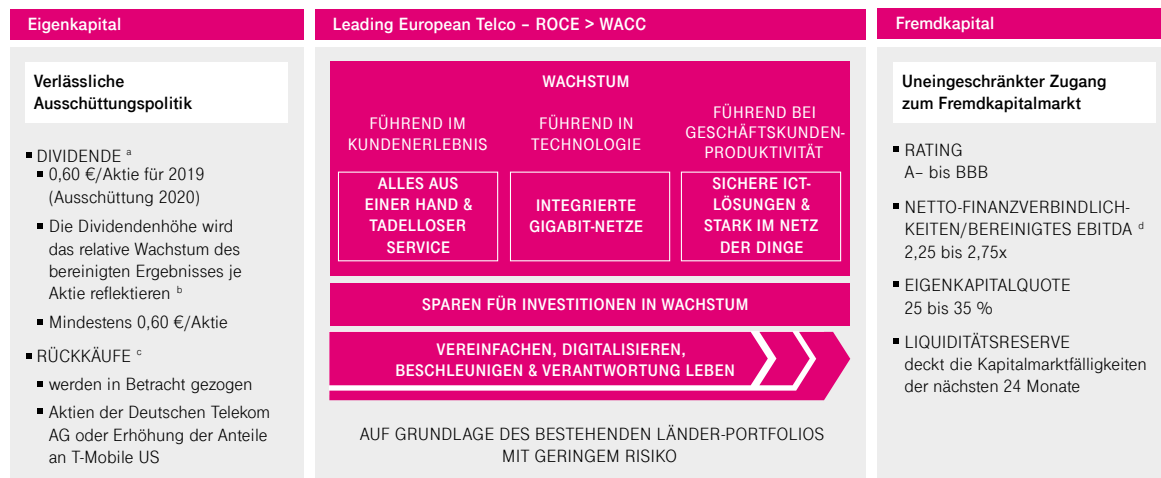 Eigenkapital
Verlässliche
Ausschüttungspolitik
▪ DIVIDENDE a
▪ 0,60 €/Aktie für 2019
(Ausschüttung 2020)
▪ Die Dividendenhöhe wird
das relative Wachstum des
bereinigten Ergebnisses je
Aktie reflektieren b
▪ Mindestens 0,60 €/Aktie
▪ RÜCKKÄUFE c
▪ werden in Betracht gezogen
▪ Aktien der Deutschen Telekom
AG oder Erhöhung der Anteile
an T-Mobile US
Leading European Telco – ROCE > WACC
WACHSTUM
FÜHREND IM
KUNDENERLEBNIS
ALLES AUS
EINER HAND &
TADELLOSER
SERVICE
FÜHREND IN
TECHNOLOGIE
INTEGRIERTE
GIGABIT-NETZE
FÜHREND BEI
GESCHÄFTSKUNDEN-
PRODUKTIVITÄT
SICHERE ICT-
LÖSUNGEN &
STARK IM NETZ
DER DINGE
SPAREN FÜR INVESTITIONEN IN WACHSTUM
VEREINFACHEN, DIGITALISIEREN,
BESCHLEUNIGEN & VERANTWORTUNG LEBEN
AUF GRUNDLAGE DES BESTEHENDEN LÄNDER-PORTFOLIOS
MIT GERINGEM RISIKO
Fremdkapital
Uneingeschränkter Zugang
zum Fremdkapitalmarkt
▪ RATING
A– bis BBB
▪ NETTO-FINANZVERBINDLICH-
KEITEN/BEREINIGTES EBITDA d
2,25 bis 2,75x
▪ EIGENKAPITALQUOTE
25 bis 35 %
▪ LIQUIDITÄTSRESERVE
deckt die Kapitalmarktfälligkeiten
der nächsten 24 Monate